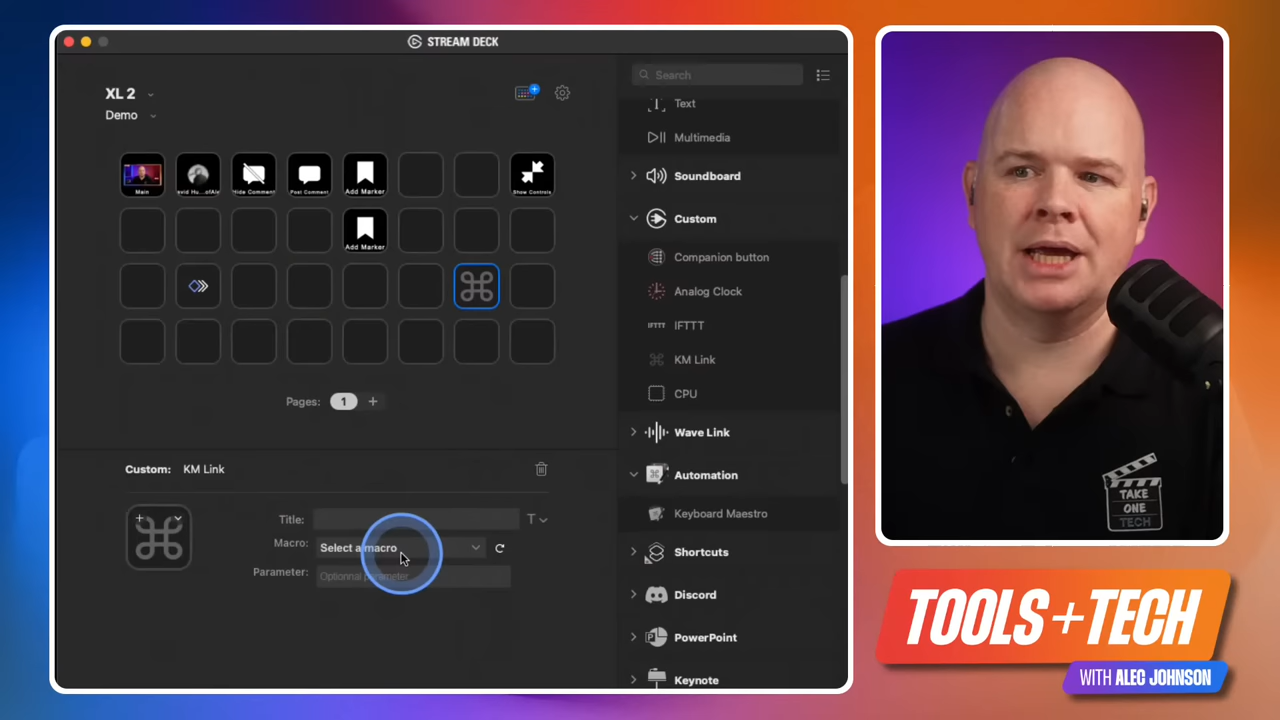 STREAM DECK
XL 2
Demo
Main
Hide Comment
Post Comment
Add Marker
Show Controls
Add Marker
Pages: 1 +
Custom: KM Link
Title:
T
Macro: Select a macro
Parameter: Optionnal parameter
Search
Text
Multimedia
Soundboard
Custom
Companion button
Analog Clock
IFTTT IFTTT
KM Link
CPU
Wave Link
Automation
Keyboard Maestro
Shortcuts
Discord
PowerPoint
Keynote
TAKE
ONE
TECH
TOOLS+TECH
WITH ALEC JOHNSON